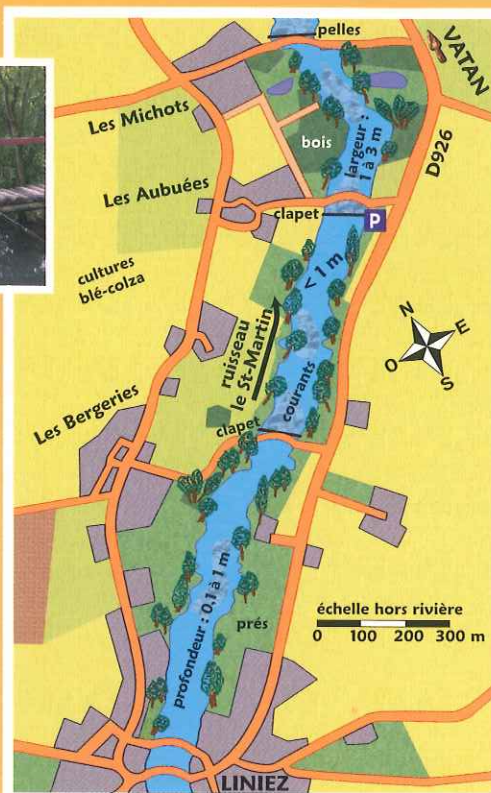 pelles
VATAN
Les Michots
bois
largeur :
1 à 3 m
D926
Les Aubuées
clapet
P
cultures
blé-colza
< 1 m
ruisseau
le St-Martin
courants
N
E
O
S
Les Bergeries
clapet
profondeur : 0,1 à 1 m
prés
échelle hors rivière
0 100 200 300 m
LINIEZ